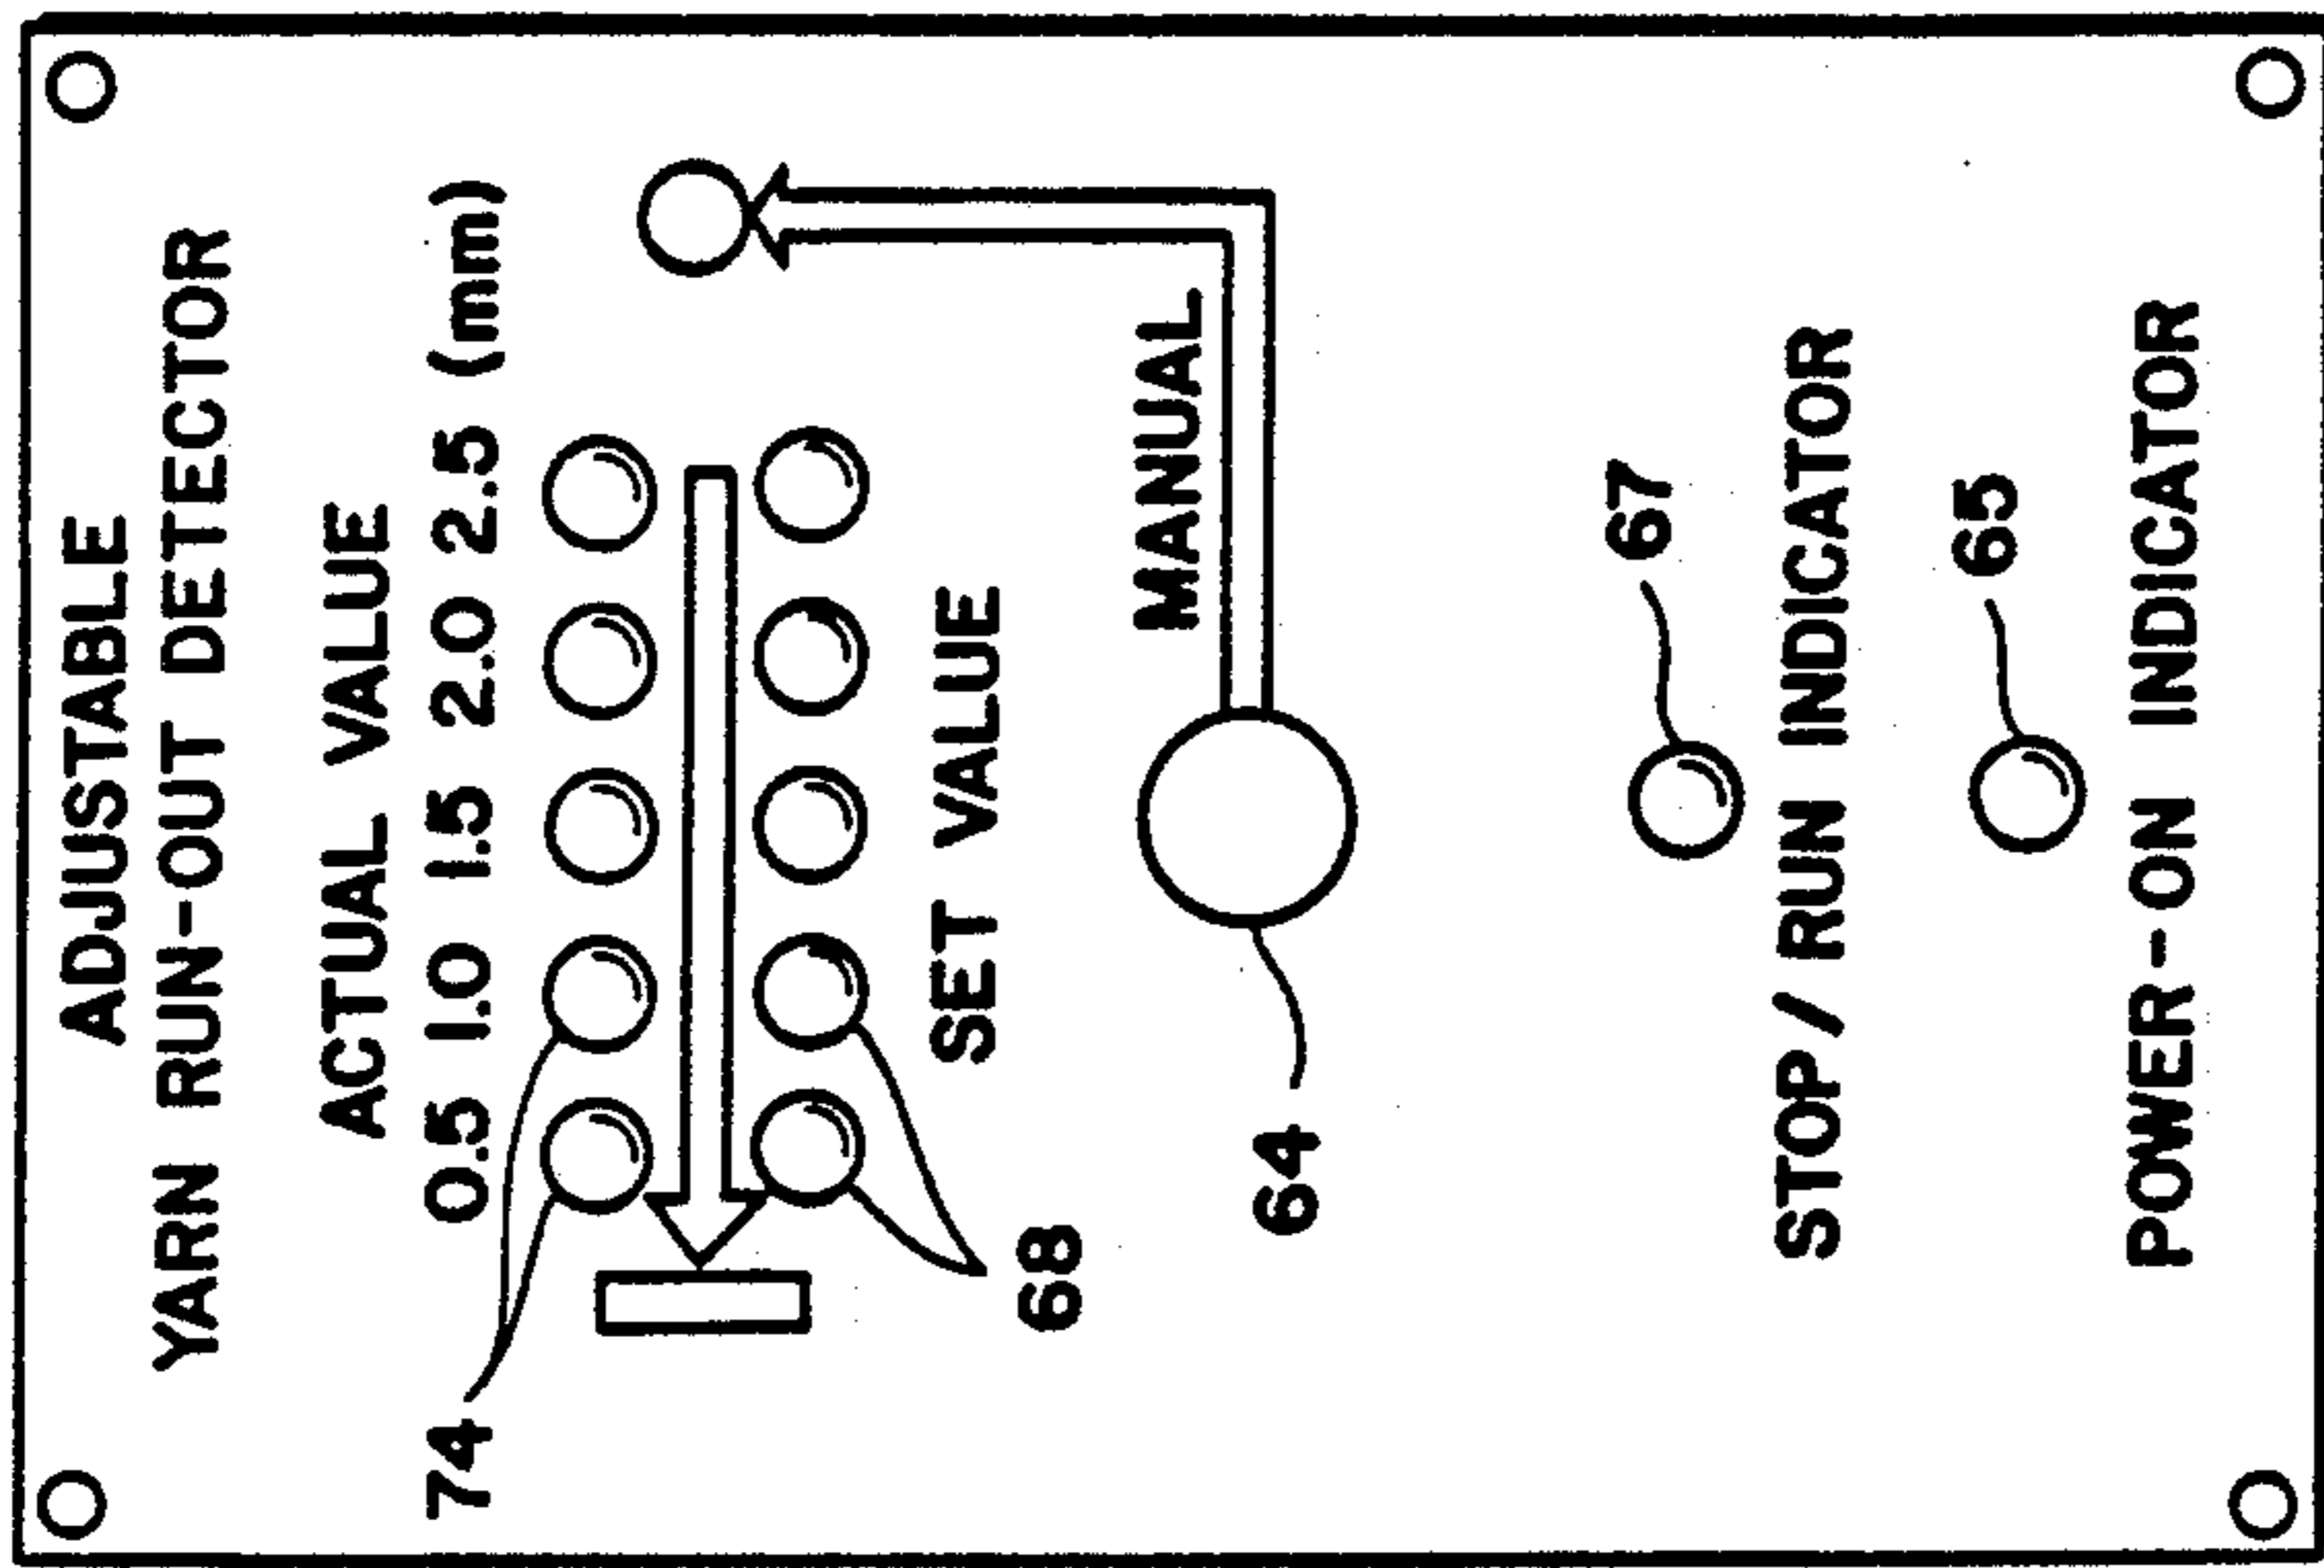 ADJUSTABLE
YARN RUN-OUT DETECTOR
ACTUAL VALUE
74
0.5 1.0 1.5 2.0 2.5 (mm)
SET VALUE
68
MANUAL
64
67
STOP/RUN INDICATOR
65
POWER-ON INDICATOR